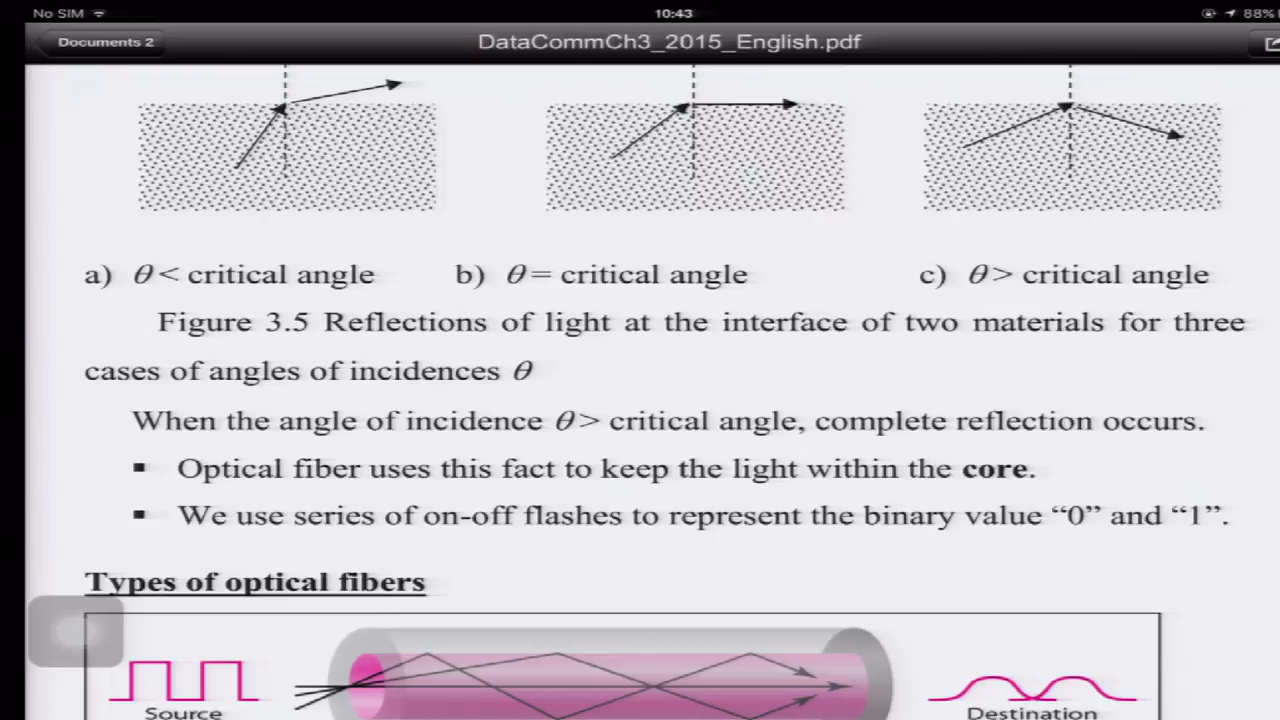 No SIM 10:43 88%
Documents 2 DataCommCh3_2015_English.pdf
a) θ< critical angle b) θ= critical angle c) θ> critical angle
Figure 3.5 Reflections of light at the interface of two materials for three
cases of angles of incidences θ
When the angle of incidence θ> critical angle, complete reflection occurs.
▪ Optical fiber uses this fact to keep the light within the core.
▪ We use series of on-off flashes to represent the binary value “0” and “1”.
Types of optical fibers
Source Destination